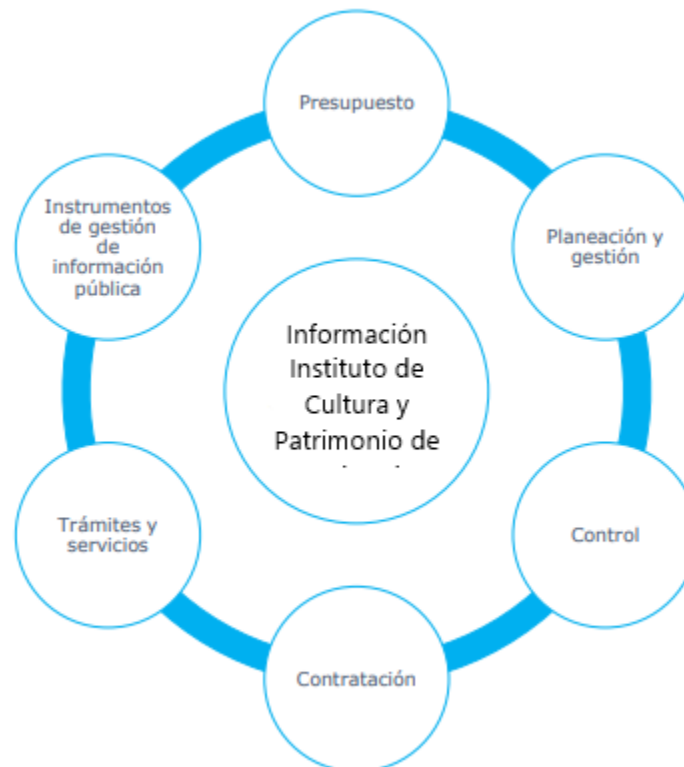 Presupuesto
Instrumentos
de gestión
de
información
pública
Planeación y
gestión
Información
Instituto de
Cultura y
Patrimonio de
Trámites y
servicios
Control
Contratación